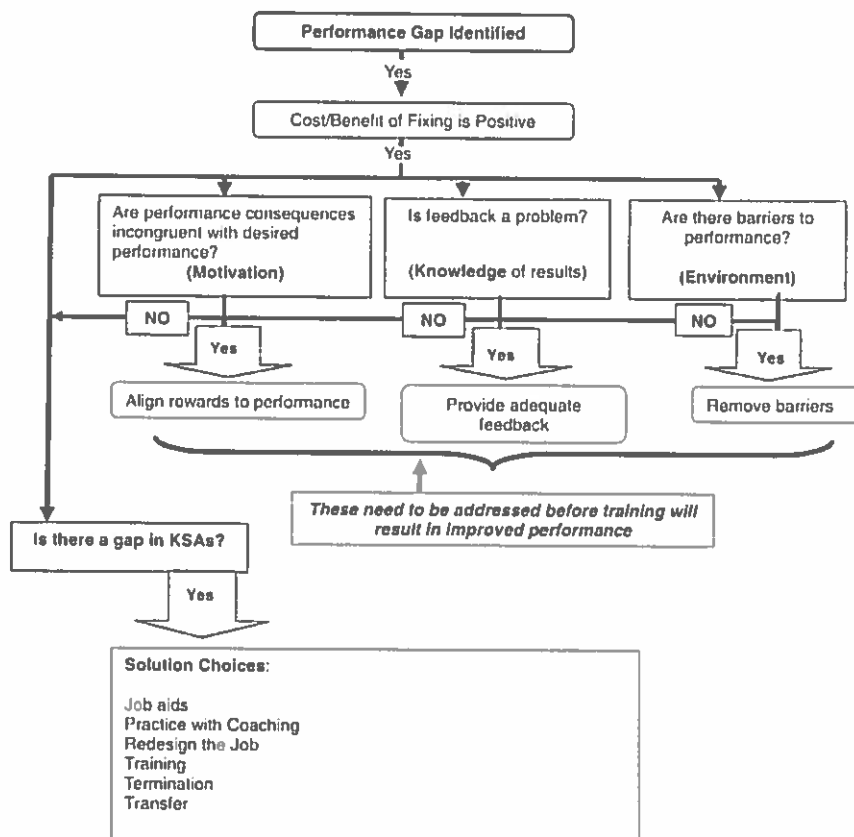 Performance Gap Identified
Yes
Cost/Benefit of Fixing is Positive
Yes
Are performance consequences
incongruent with desired
performance?
(Motivation)
Is feedback a problem?
(Knowledge of results)
Are there barriers to
performance?
(Environment)
NO
NO
NO
Yes
Yes
Yes
Align rewards to performance
Provide adequate
feedback
Remove barriers
These need to be addressed before training will
result in improved performance
Is there a gap in KSAs?
Yes
Solution Choices:
Job aids
Practice with Coaching
Redesign the Job
Training
Termination
Transfer